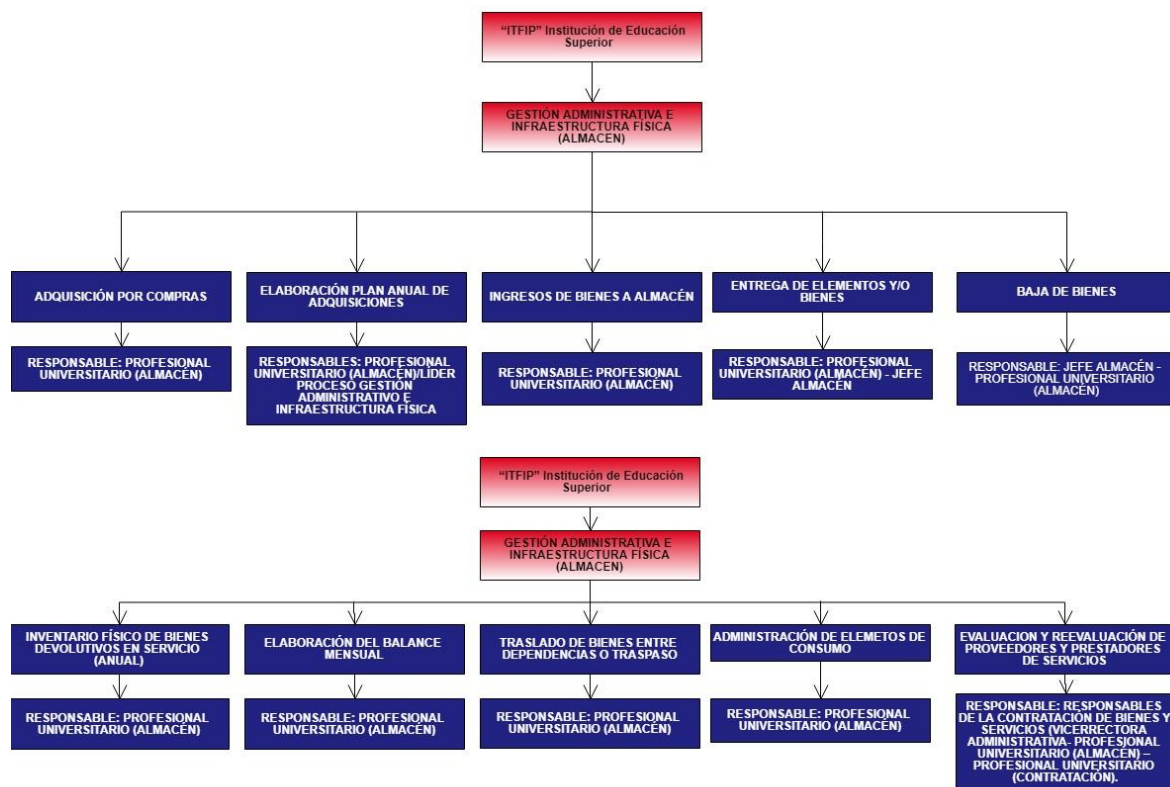 “ITFIP” Institución de Educación
Superior
GESTIÓN ADMINISTRATIVA E
INFRAESTRUCTURA FÍSICA
(ALMACEN)
ADQUISICIÓN POR COMPRAS
ELABORACIÓN PLAN ANUAL DE
ADQUISICIONES
INGRESOS DE BIENES A ALMACÉN
ENTREGA DE ELEMENTOS Y/O
BIENES
BAJA DE BIENES
RESPONSABLE: PROFESIONAL
UNIVERSITARIO (ALMACÉN)
RESPONSABLES: PROFESIONAL
UNIVERSITARIO (ALMACÉN)/LÍDER
PROCESO GESTIÓN
ADMINISTRATIVO E
INFRAESTRUCTURA FÍSICA
RESPONSABLE: PROFESIONAL
UNIVERSITARIO (ALMACÉN)
RESPONSABLE: PROFESIONAL
UNIVERSITARIO (ALMACÉN) - JEFE
ALMACÉN
RESPONSABLE: JEFE ALMACÉN -
PROFESIONAL UNIVERSITARIO
(ALMACÉN)
“ITFIP” Institución de Educación
Superior
GESTIÓN ADMINISTRATIVA E
INFRAESTRUCTURA FÍSICA
(ALMACEN)
INVENTARIO FÍSICO DE BIENES
DEVOLUTIVOS EN SERVICIO
(ANUAL)
ELABORACIÓN DEL BALANCE
MENSUAL
TRASLADO DE BIENES ENTRE
DEPENDENCIAS O TRASPASO
ADMINISTRACIÓN DE ELEMETOS DE
CONSUMO
EVALUACION Y REEVALUACIÓN DE
PROVEEDORES Y PRESTADORES
DE SERVICIOS
RESPONSABLE: PROFESIONAL
UNIVERSITARIO (ALMACÉN)
RESPONSABLE: PROFESIONAL
UNIVERSITARIO (ALMACÉN)
RESPONSABLE: PROFESIONAL
UNIVERSITARIO (ALMACÉN)
RESPONSABLE: PROFESIONAL
UNIVERSITARIO (ALMACÉN)
RESPONSABLE: RESPONSABLES
DE LA CONTRATACIÓN DE BIENES Y
SERVICIOS (VICERRECTORA
ADMINISTRATIVA- PROFESIONAL
UNIVERSITARIO (ALMACÉN) –
PROFESIONAL UNIVERSITARIO
(CONTRATACIÓN).